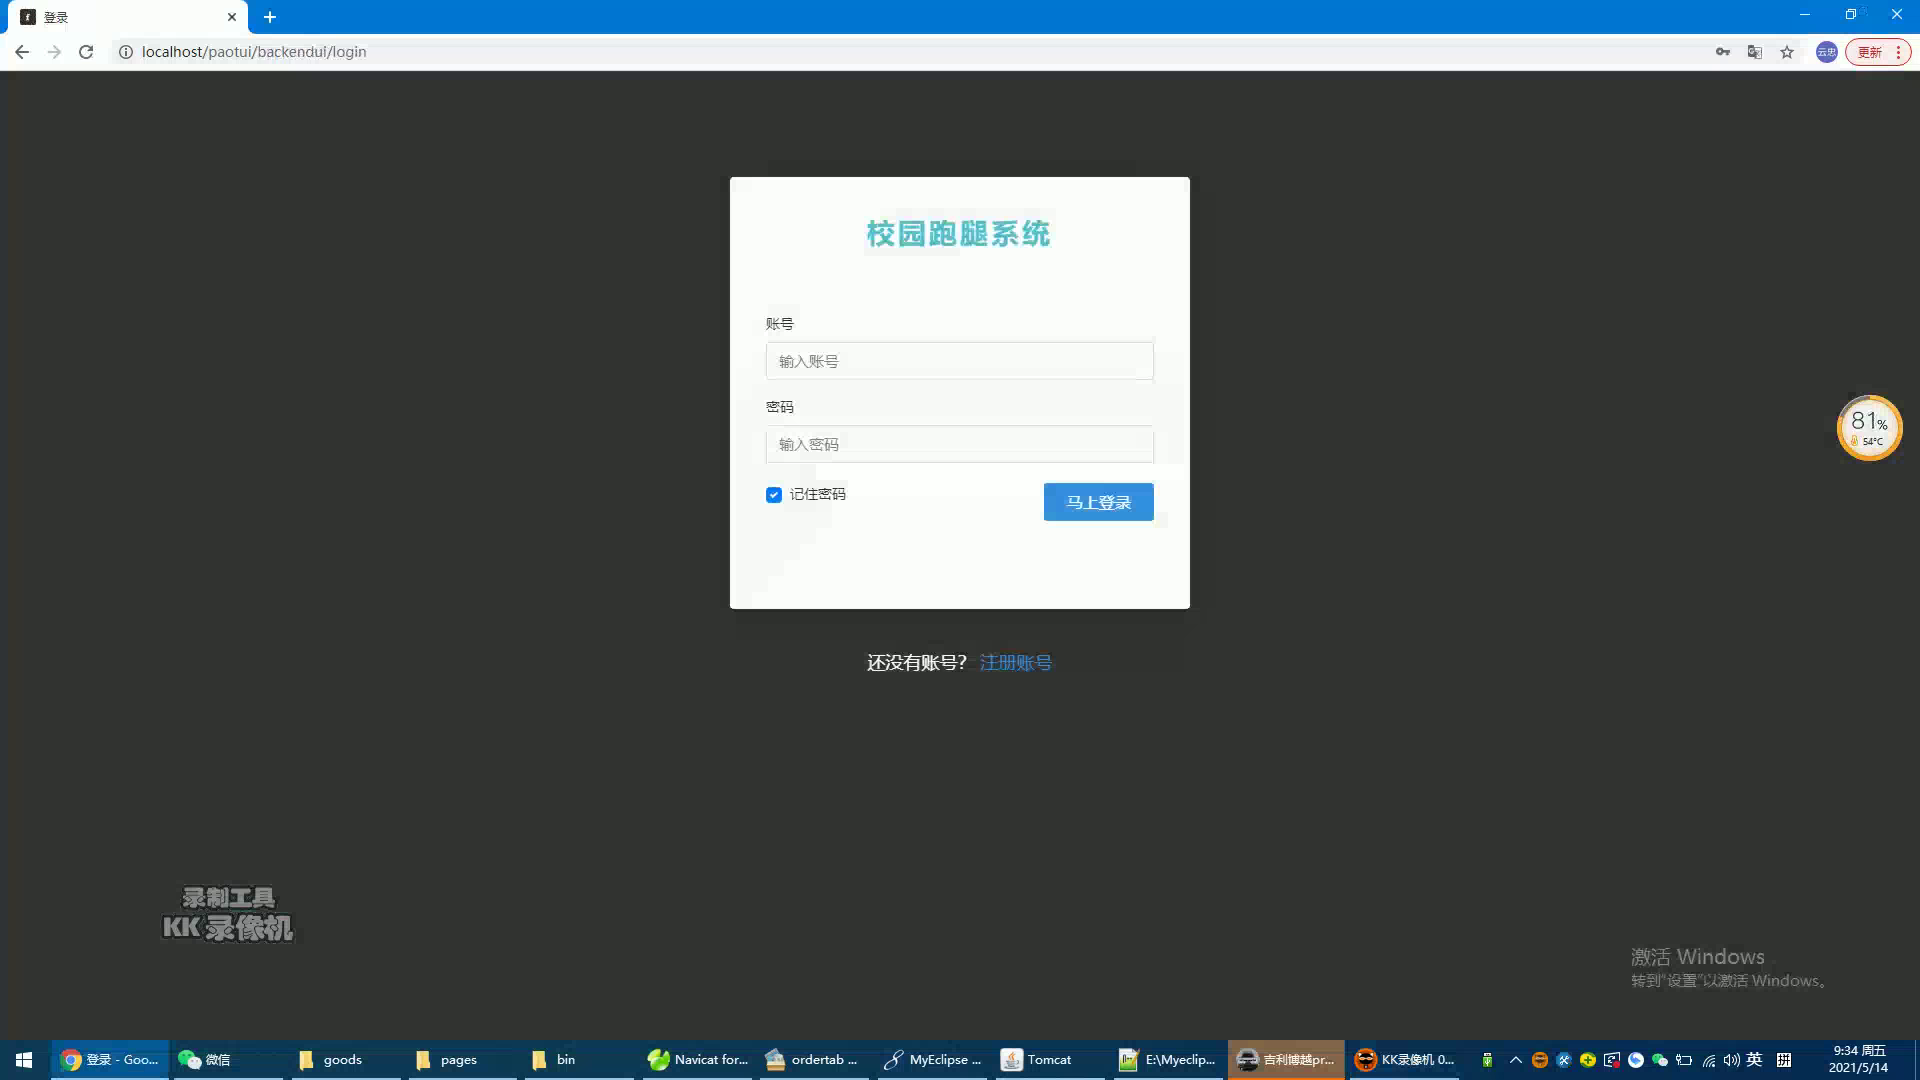 登录
localhost/paotui/backendui/login
云忠
更新
校园跑腿系统
账号
输入账号
密码
输入密码
记住密码
马上登录
81%
54°C
还没有账号? 注册账号
录制工具
KK 录像机
激活 Windows
转到"设置"以激活 Windows。
登录 - Goo...
微信
goods
pages
bin
Navicat for...
ordertab ...
MyEclipse ...
Tomcat
E:\Myeclip...
吉利博越pr...
KK录像机 0...
英
拼
9:34 周五
2021/5/14